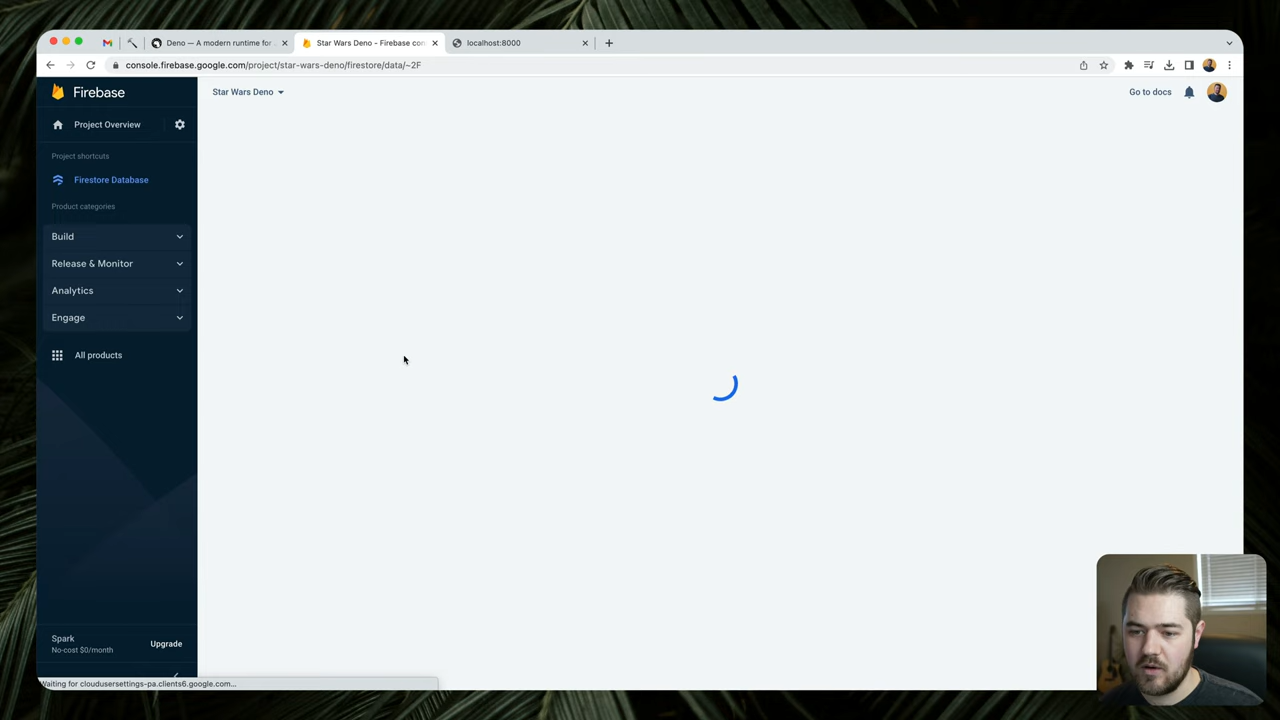 Deno — A modern runtime for
Star Wars Deno - Firebase con
localhost:8000
console.firebase.google.com/project/star-wars-deno/firestore/data/~2F
Firebase
Star Wars Deno
Go to docs
Project Overview
Project shortcuts
Firestore Database
Product categories
Build
Release & Monitor
Analytics
Engage
All products
Spark
No-cost $0/month
Upgrade
Waiting for cloudusersettings-pa.clients6.google.com...